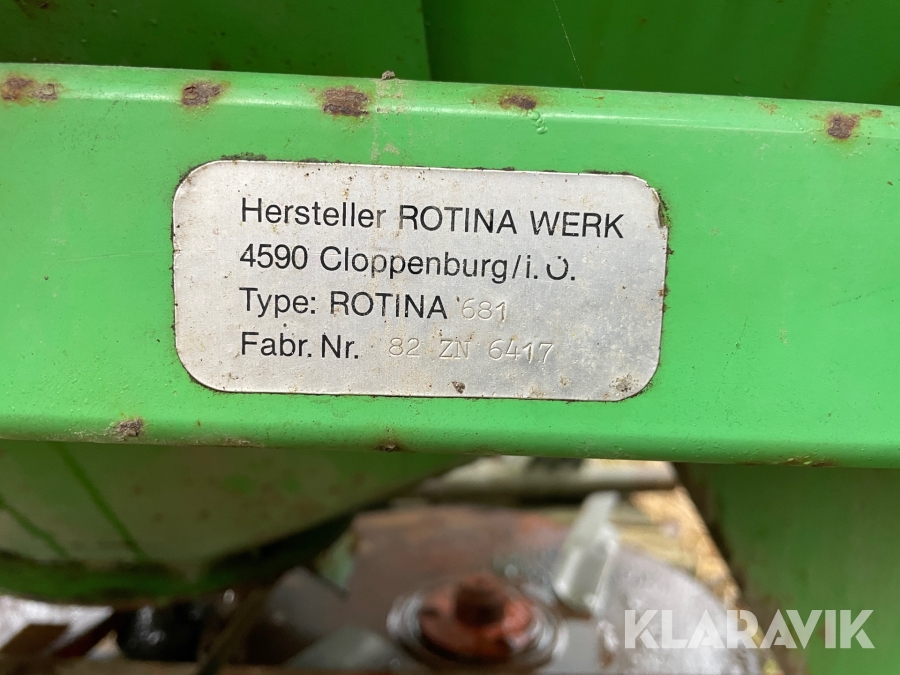 Hersteller ROTINA WERK
4590 Cloppenburg/i. O.
Type: ROTINA 681
Fabr. Nr. 82 ZN 6417
KLARAVIK